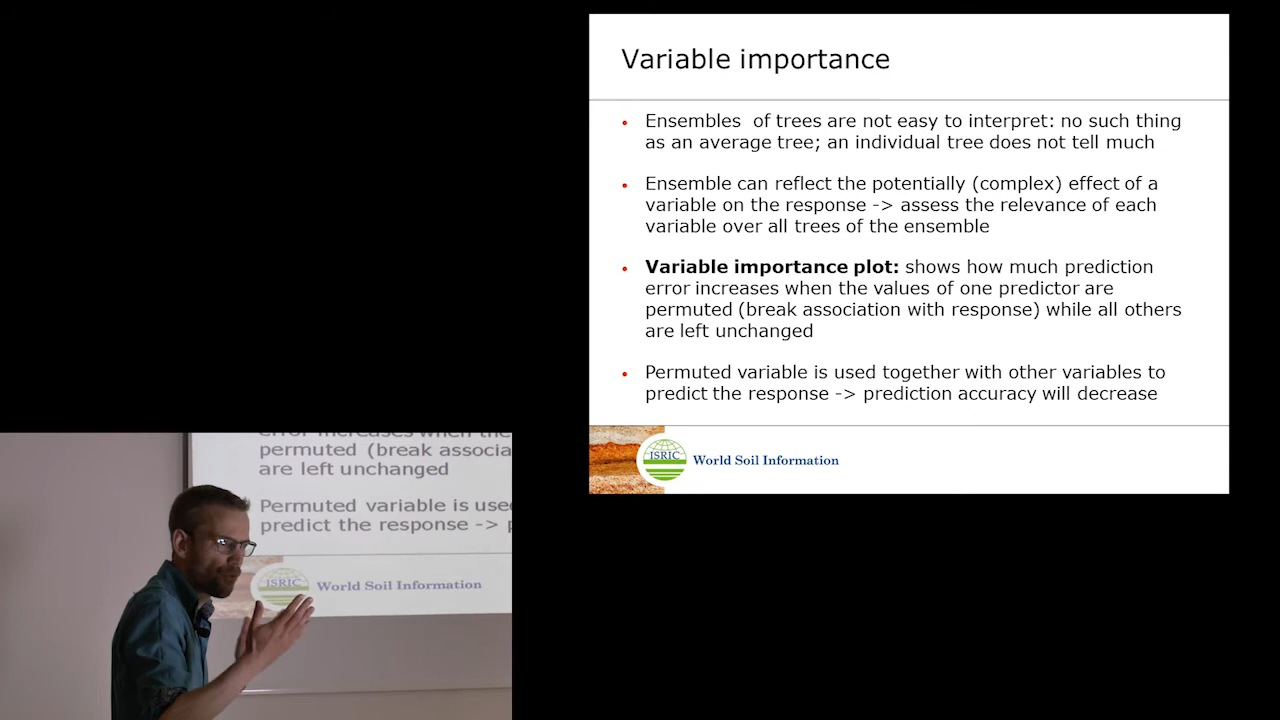 Variable importance
Ensembles of trees are not easy to interpret: no such thing
as an average tree; an individual tree does not tell much
Ensemble can reflect the potentially (complex) effect of a
variable on the response -> assess the relevance of each
variable over all trees of the ensemble
Variable importance plot: shows how much prediction
error increases when the values of one predictor are
permuted (break association with response) while all others
are left unchanged
Permuted variable is used together with other variables to
predict the response -> prediction accuracy will decrease
ISRIC World Soil Information
error increases when the
permuted (break associa
are left unchanged
Permuted variable is use
predict the response -> p
ISRIC World Soil Information